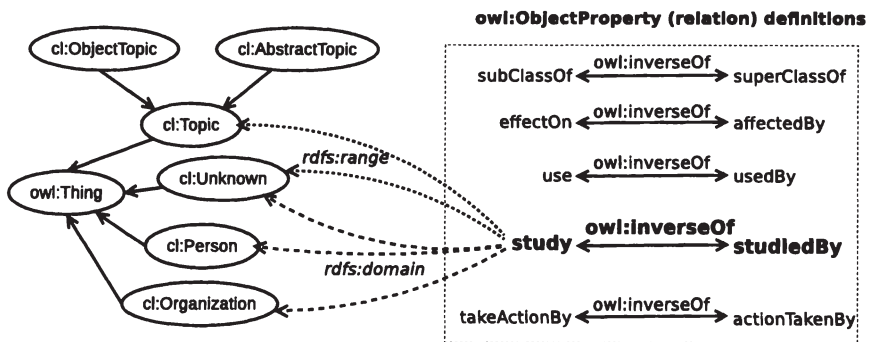 owl:ObjectProperty (relation) definitions
cl:ObjectTopic
cl:AbstractTopic
cl:Topic
rdfs:range
cl:Unknown
owl:Thing
cl:Person
rdfs:domain
cl:Organization
subClassOf owl:inverseOf superClassOf
effectOn owl:inverseOf affectedBy
use owl:inverseOf usedBy
study owl:inverseOf studiedBy
takeActionBy owl:inverseOf actionTakenBy